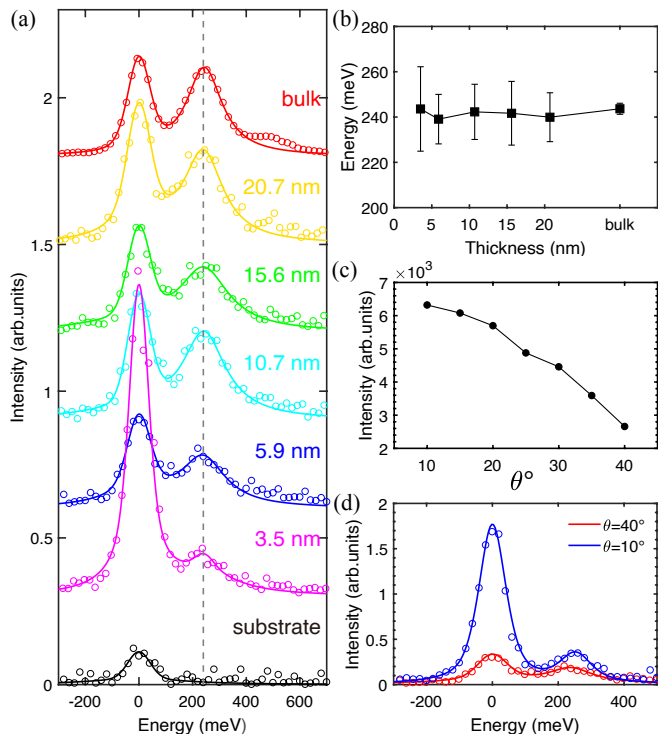 (a)
2
1.5
1
0.5
0
Intensity (arb.units)
bulk
20.7 nm
15.6 nm
10.7 nm
5.9 nm
3.5 nm
substrate
-200 0 200 400 600
Energy (meV)
(b)
280
260
240
220
200
Energy (meV)
0 5 10 15 20 bulk
Thickness (nm)
(c)
×10³
7
6
5
4
3
2
Intensity (arb.units)
10 20 30 40
θ°
(d)
2
1.5
1
0.5
0
Intensity (arb.units)
θ=40°
θ=10°
-200 0 200 400
Energy (meV)